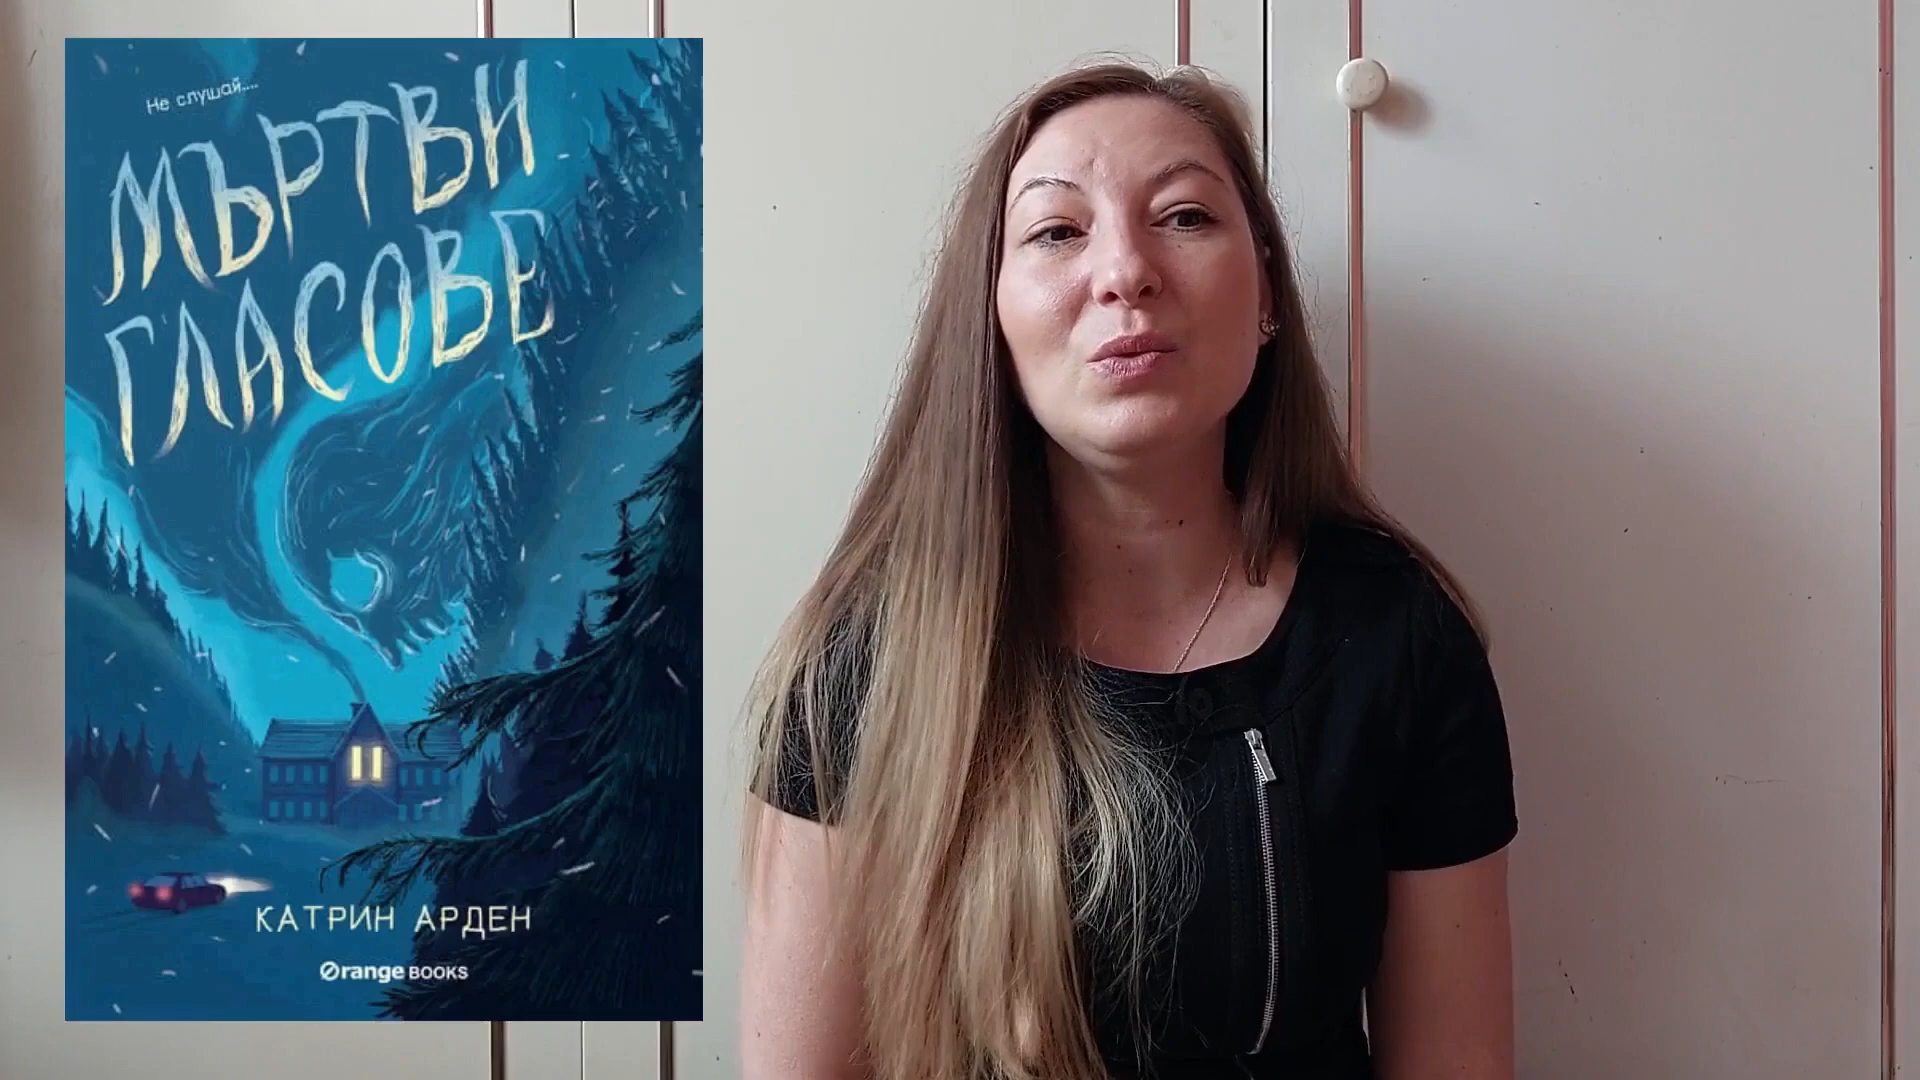 Не слушай....
МЪРТВИ
ГЛАСОВЕ
КАТРИН АРДЕН
Orange BOOKS